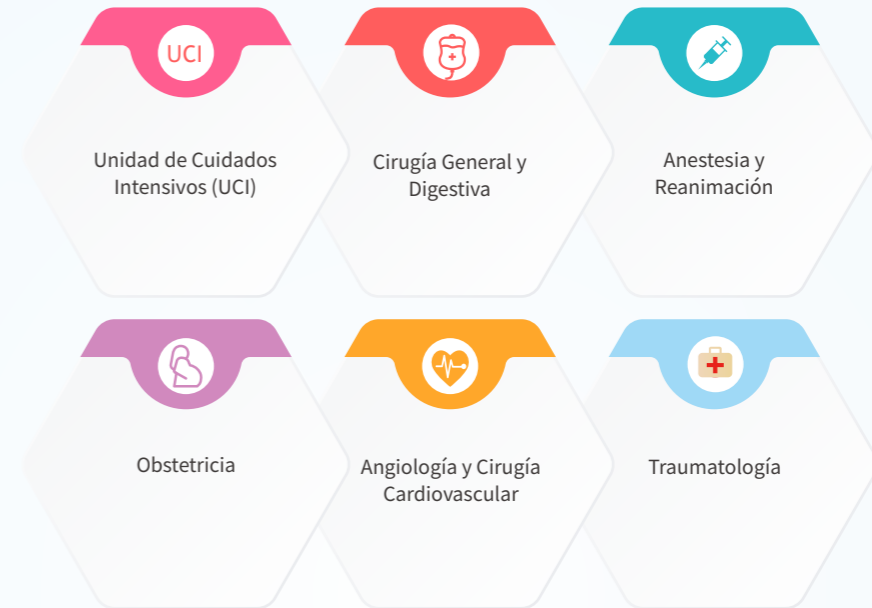 UCI
Unidad de Cuidados
Intensivos (UCI)
Cirugía General y
Digestiva
Anestesia y
Reanimación
Obstetricia
Angiología y Cirugía
Cardiovascular
Traumatología